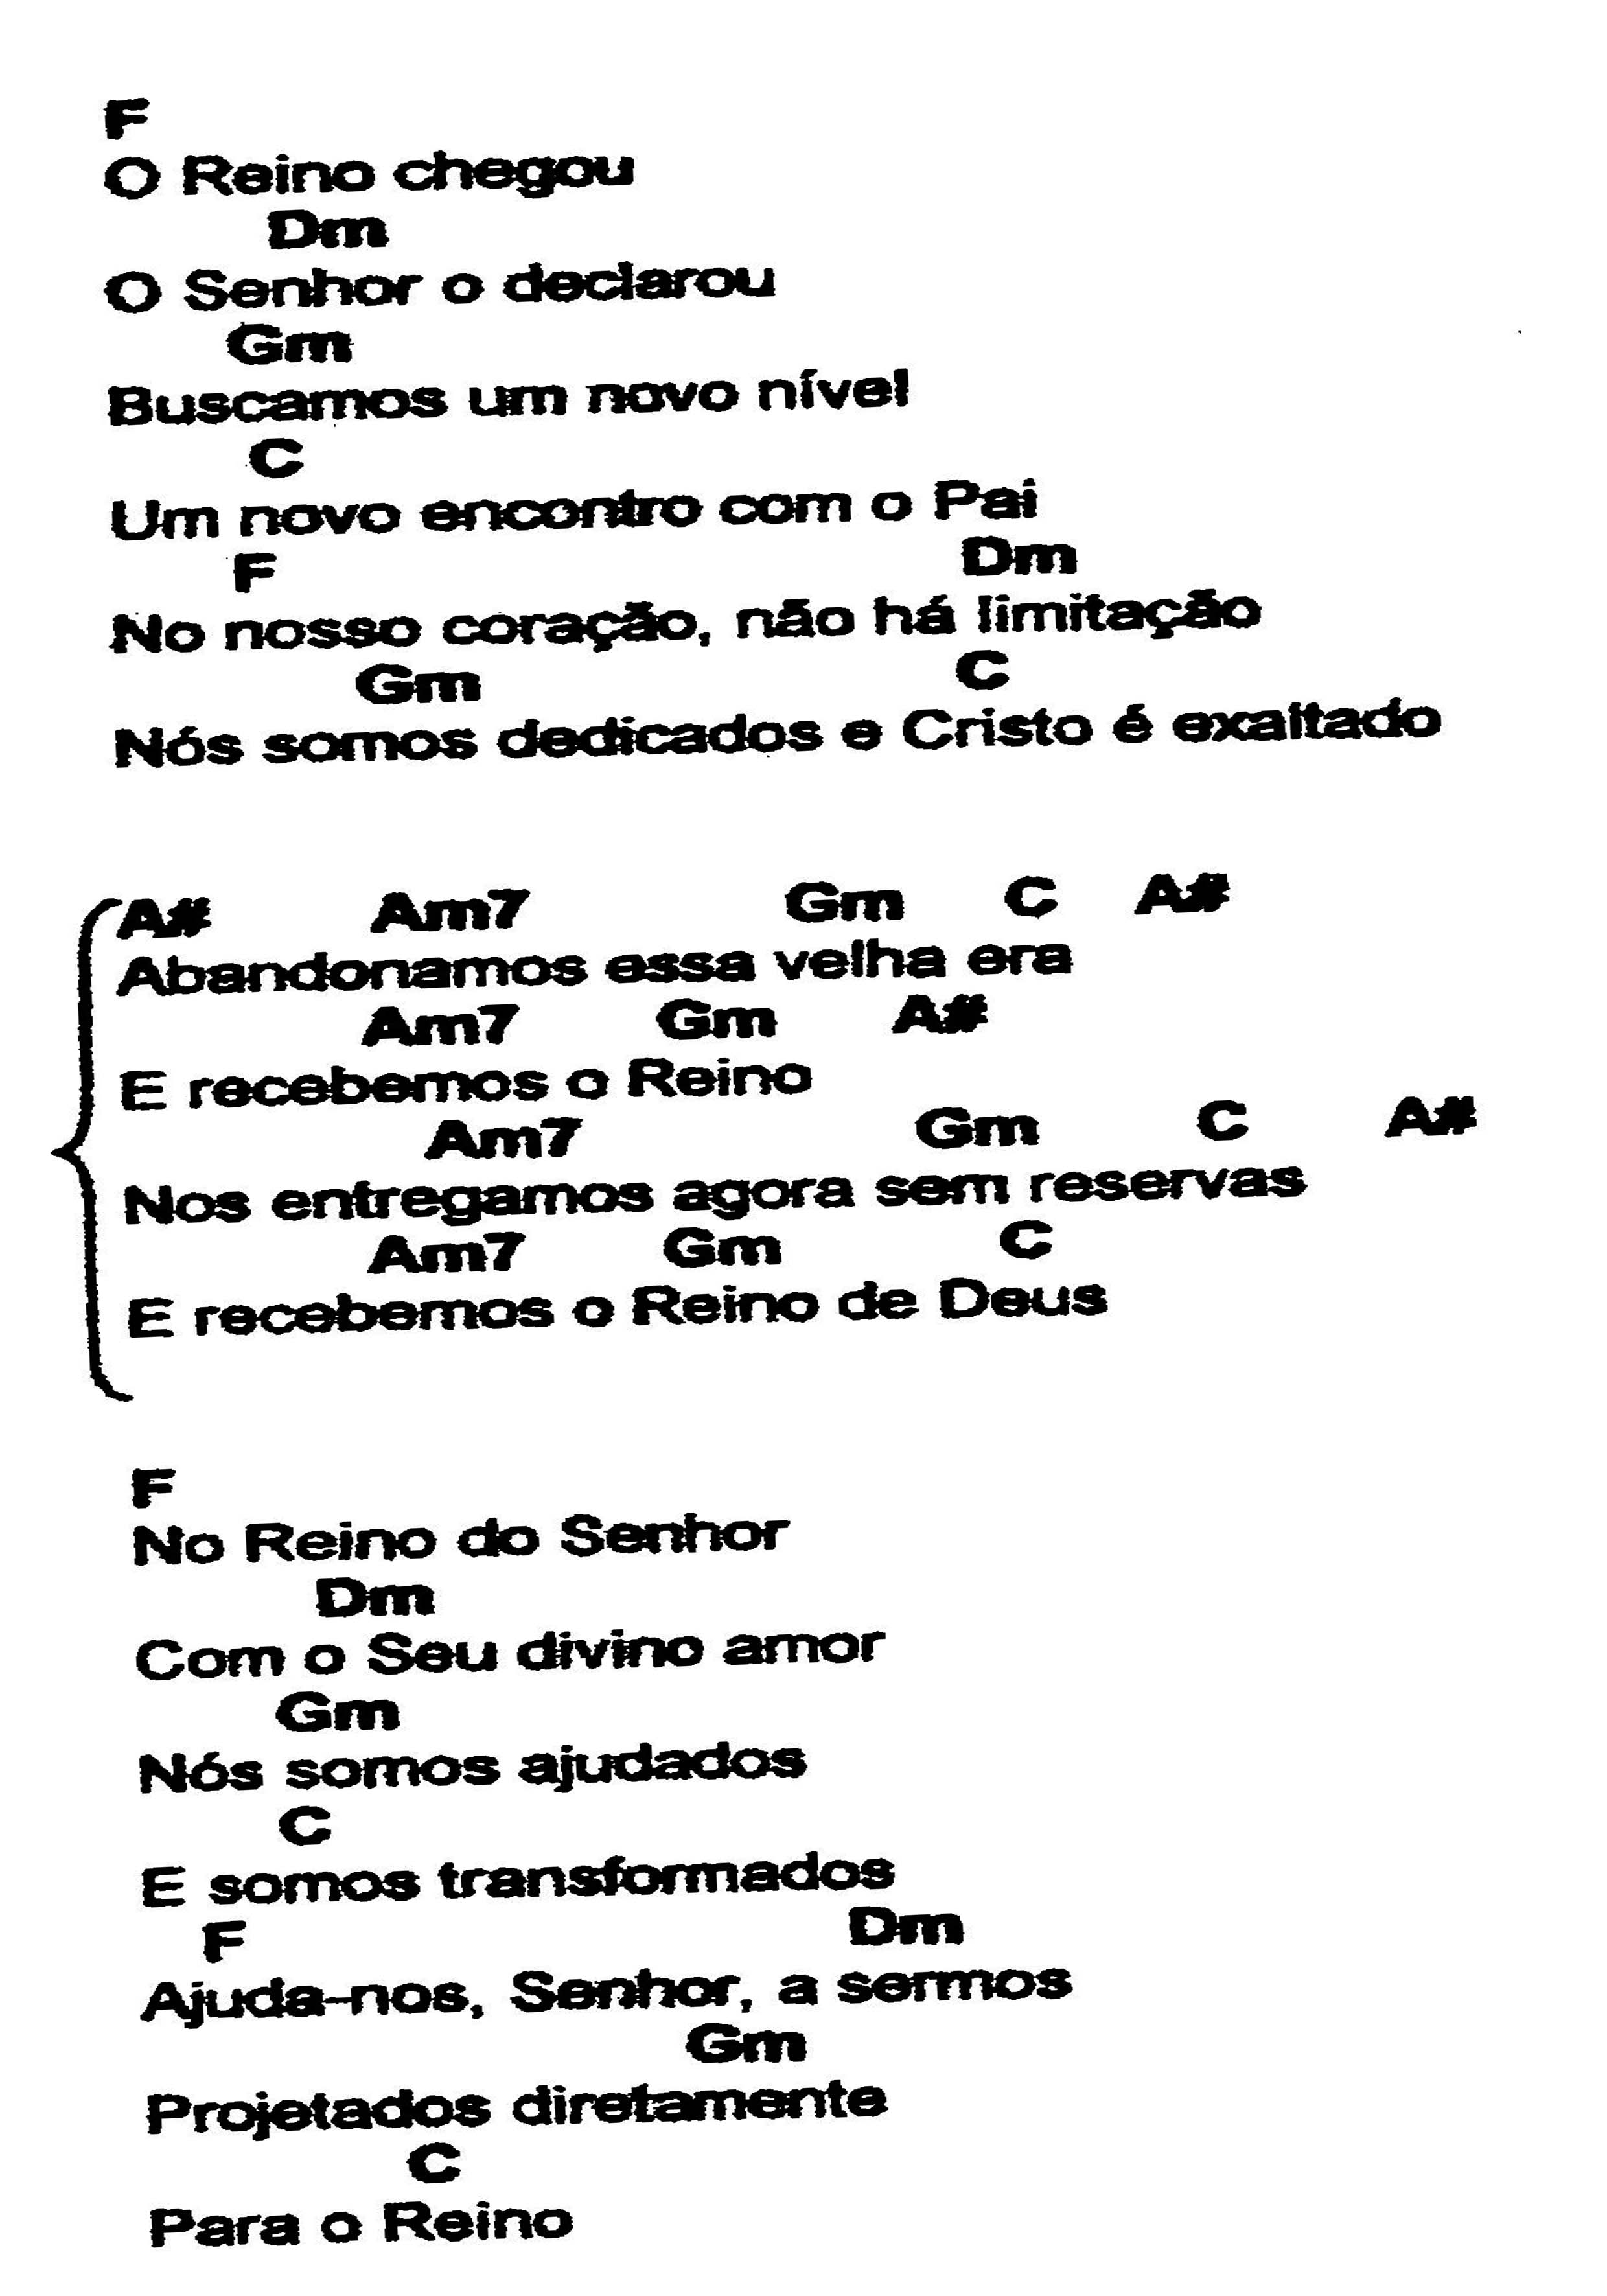 F
O Reino chegou
Dm
O Senhor o declarou
Gm
Buscamos um novo nível
C
Um novo encontro com o Pai
F Dm
No nosso coração, não há limitação
Gm C
Nós somos dedicados e Cristo é exaltado
A# Am7 Gm C A#
Abandonamos essa velha era
Am7 Gm A#
E recebemos o Reino
Am7 Gm C A#
Nos entregamos agora sem reservas
Am7 Gm C
E recebemos o Reino de Deus
F
No Reino do Senhor
Dm
Com o Seu divino amor
Gm
Nós somos ajudados
C
E somos transformados
F Dm
Ajuda-nos, Senhor, a sermos
Gm
Projetados diretamente
C
Para o Reino